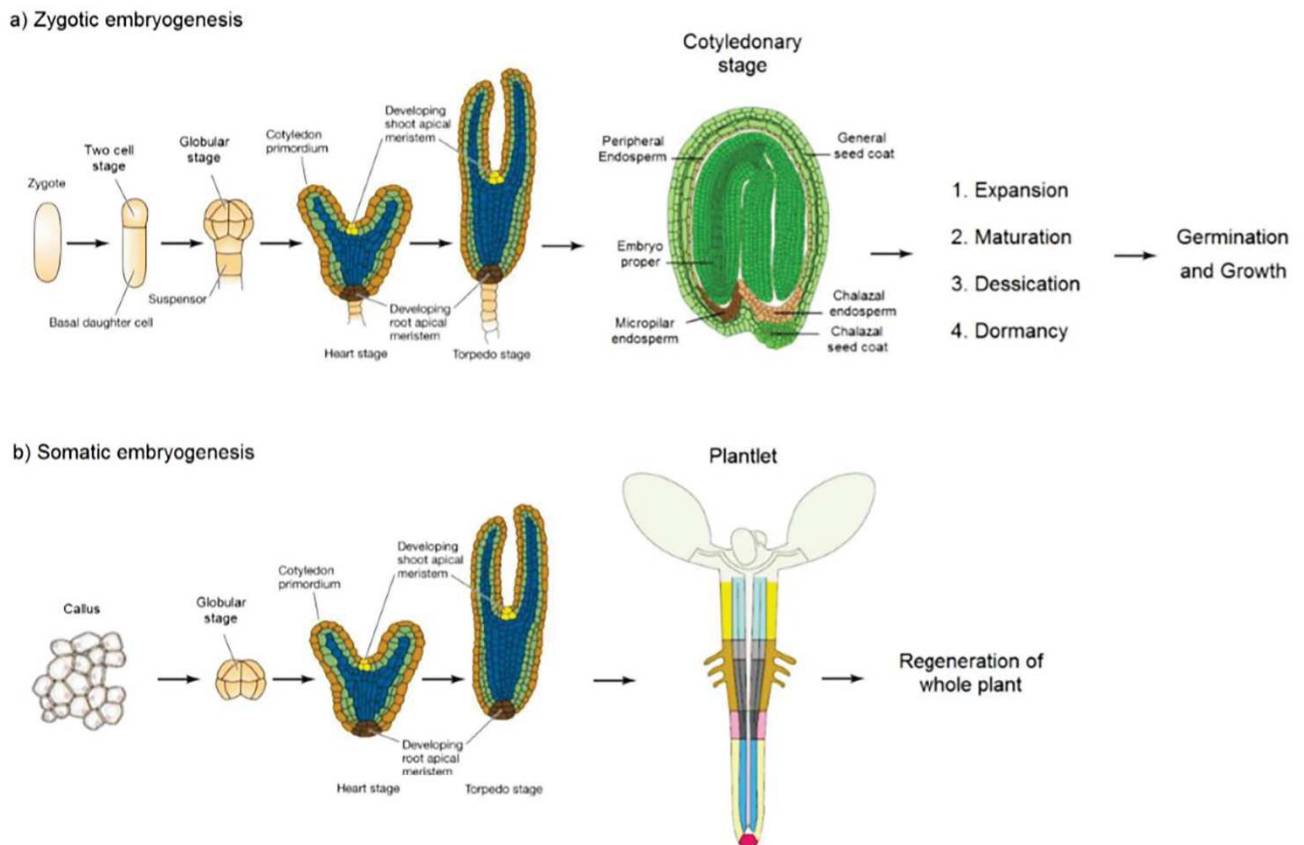 a) Zygotic embryogenesis
Zygote
Two cell
stage
Basal daughter cell
Globular
stage
Suspensor
Cotyledon
primordium
Developing
shoot apical
meristem
Developing
root apical
meristem
Heart stage
Torpedo stage
Cotyledonary
stage
Peripheral
Endosperm
General
seed coat
Embryo
proper
Micropilar
endosperm
Chalazal
endosperm
Chalazal
seed coat
1. Expansion
2. Maturation
3. Dessication
4. Dormancy
Germination
and Growth
b) Somatic embryogenesis
Callus
Globular
stage
Cotyledon
primordium
Developing
shoot apical
meristem
Developing
root apical
meristem
Heart stage
Torpedo stage
Plantlet
Regeneration of
whole plant